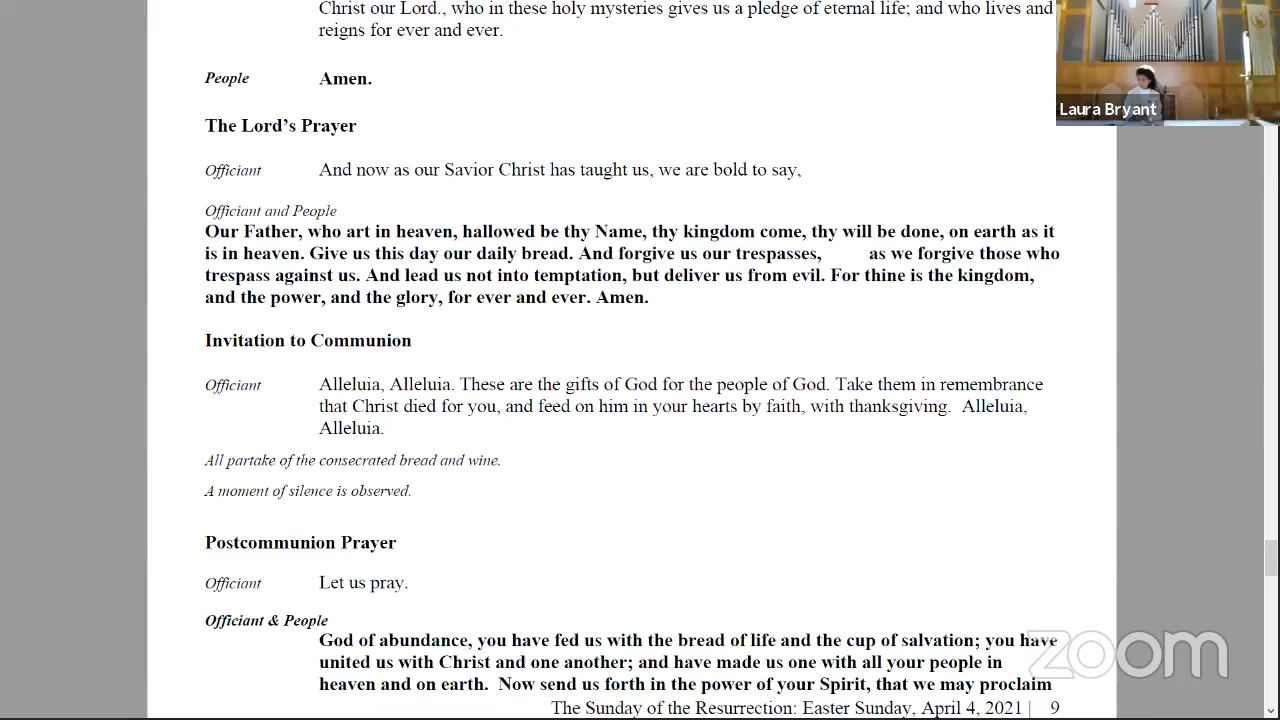 Christ our Lord., who in these holy mysteries gives us a pledge of eternal life; and who lives and
reigns for ever and ever.
People Amen.
Laura Bryant
The Lord's Prayer
Officiant And now as our Savior Christ has taught us, we are bold to say,
Officiant and People
Our Father, who art in heaven, hallowed be thy Name, thy kingdom come, thy will be done, on earth as it
is in heaven. Give us this day our daily bread. And forgive us our trespasses, as we forgive those who
trespass against us. And lead us not into temptation, but deliver us from evil. For thine is the kingdom,
and the power, and the glory, for ever and ever. Amen.
Invitation to Communion
Officiant Alleluia, Alleluia. These are the gifts of God for the people of God. Take them in remembrance
that Christ died for you, and feed on him in your hearts by faith, with thanksgiving. Alleluia,
Alleluia.
All partake of the consecrated bread and wine.
A moment of silence is observed.
Postcommunion Prayer
Officiant Let us pray.
Officiant & People
God of abundance, you have fed us with the bread of life and the cup of salvation; you have
united us with Christ and one another; and have made us one with all your people in
heaven and on earth. Now send us forth in the power of your Spirit, that we may proclaim
zoom
The Sunday of the Resurrection: Easter Sunday, April 4, 2021 | 9